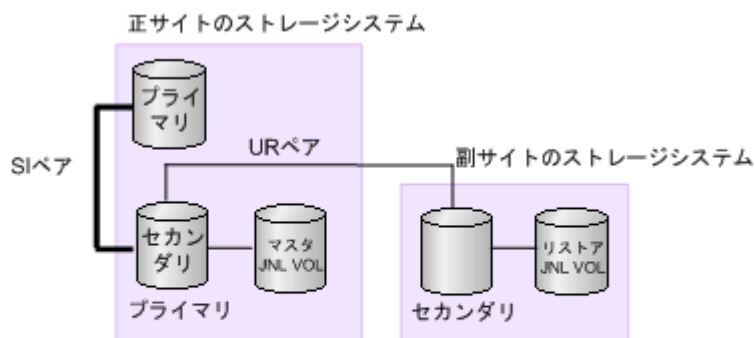 正サイトのストレージシステム
プライ
マリ
URペア
副サイトのストレージシステム
SIペア
セカン
ダリ
マスタ
JNL VOL
リストア
JNL VOL
プライマリ
セカンダリ